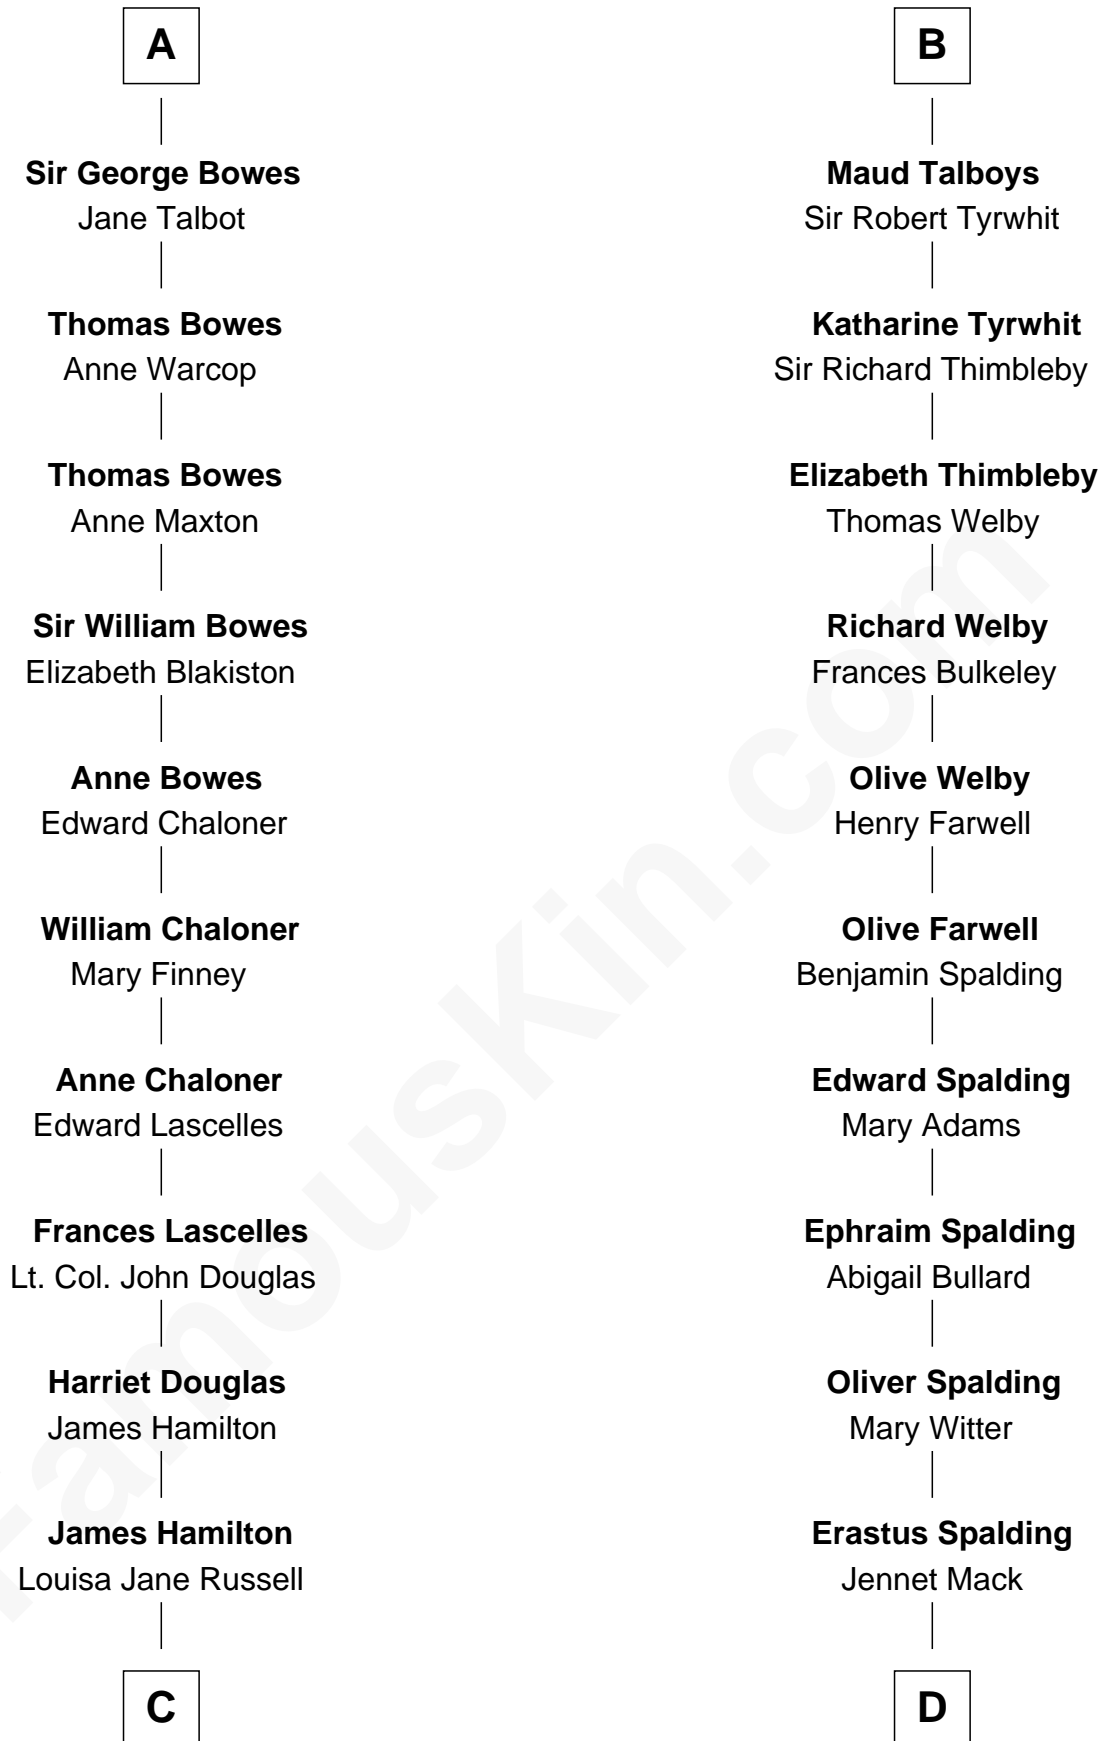 A
Sir George Bowes
Jane Talbot
Thomas Bowes
Anne Warcop
Thomas Bowes
Anne Maxton
Sir William Bowes
Elizabeth Blakiston
Anne Bowes
Edward Chaloner
William Chaloner
Mary Finney
Anne Chaloner
Edward Lascelles
Frances Lascelles
Lt. Col. John Douglas
Harriet Douglas
James Hamilton
James Hamilton
Louisa Jane Russell
C
B
Maud Talboys
Sir Robert Tyrwhit
Katharine Tyrwhit
Sir Richard Thimbleby
Elizabeth Thimbleby
Thomas Welby
Richard Welby
Frances Bulkeley
Olive Welby
Henry Farwell
Olive Farwell
Benjamin Spalding
Edward Spalding
Mary Adams
Ephraim Spalding
Abigail Bullard
Oliver Spalding
Mary Witter
Erastus Spalding
Jennet Mack
D
FamousKin.com